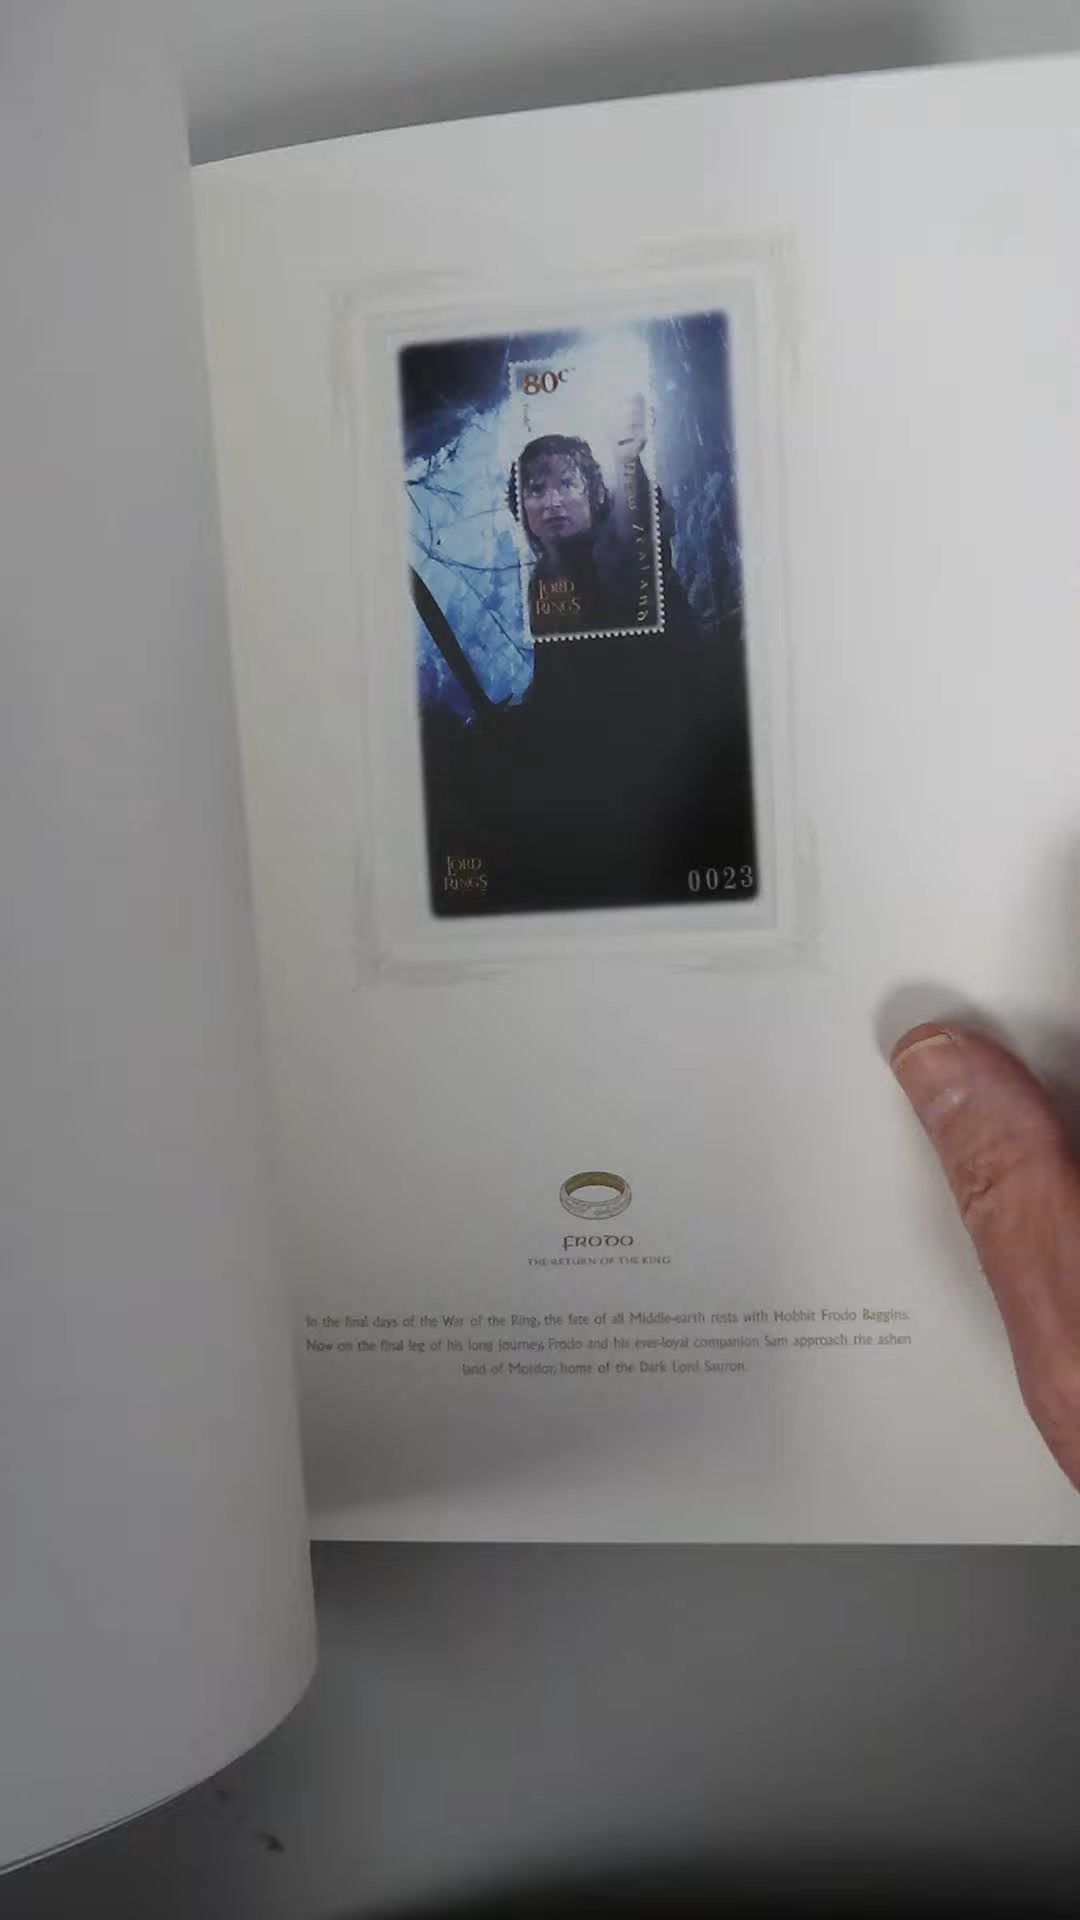 80c
Frodo
New Zealand
LORD
RINGS
LORD
RINGS
0023
FRODO
THE RETURN OF THE KING
In the final days of the War of the Ring, the fate of all Middle-earth rests with Hobbit Frodo Baggins.
Now on the final leg of his long journey, Frodo and his ever-loyal companion Sam approach the ashen
land of Mordor, home of the Dark Lord Sauron.